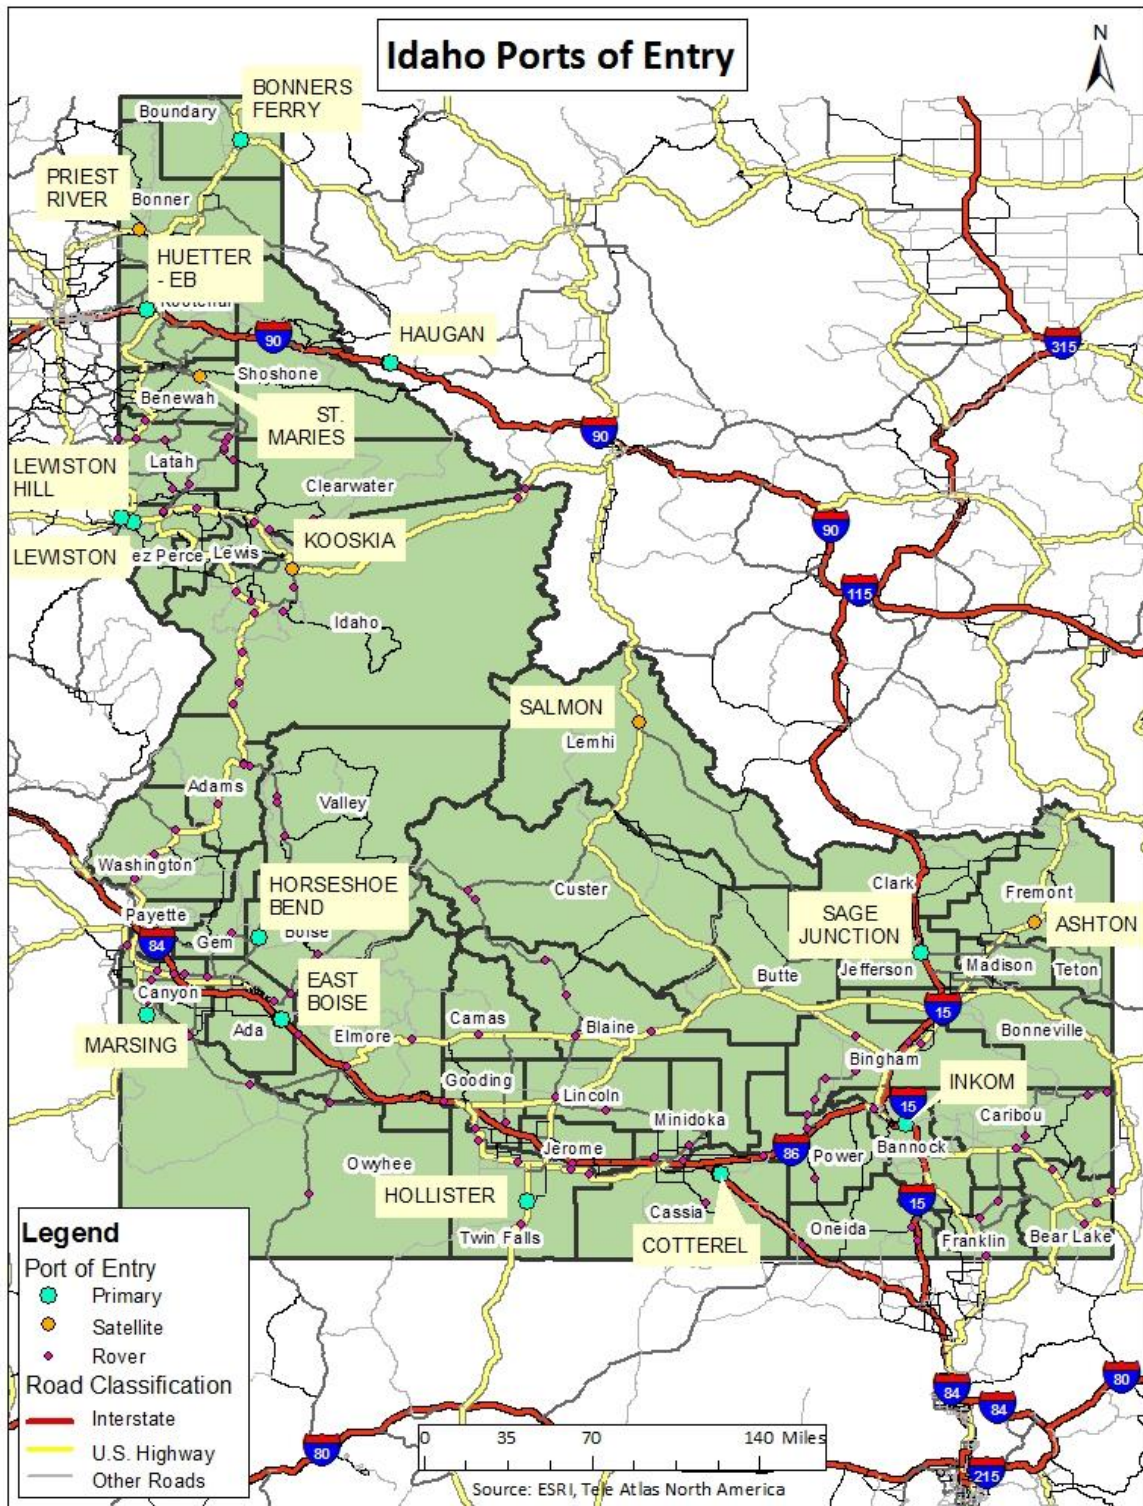 Idaho Ports of Entry
N
BONNERS
FERRY
Boundary
PRIEST
RIVER
Bonner
HUETTER
- EB
90
HAUGAN
315
Shoshone
Benewah
ST.
MARIES
90
LEWISTON
HILL
Latah
Clearwater
90
KOOSKIA
LEWISTON
ez Perce
Lewis
115
Idaho
SALMON
Lemhi
Adams
Valley
Washington
HORSESHOE
BEND
Custer
Clark
Fremont
SAGE
JUNCTION
ASHTON
Payette
84
Gem
Boise
Madison
Jefferson
Teton
Butte
EAST
BOISE
Canyon
15
MARSING
Ada
Elmore
Camas
Blaine
Bonneville
Bingham
INKOM
Gooding
Lincoln
15
Caribou
Minidoka
Jerome
86
Power
Bannock
Owyhee
HOLLISTER
15
Cassia
Oneida
Twin Falls
COTTEREL
Franklin
Bear Lake
Legend
Port of Entry
Primary
Satellite
Rover
Road Classification
Interstate
U.S. Highway
Other Roads
80
84
84
80
215
0 35 70 140 Miles
Source: ESRI, Tele Atlas North America